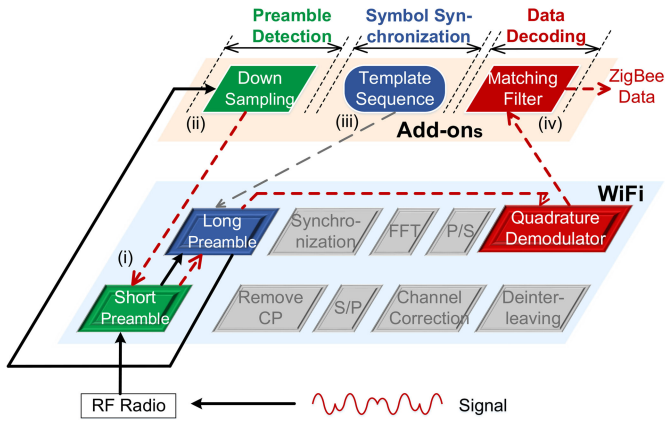 Preamble
Detection
Symbol Syn-
chronization
Data
Decoding
Down
Sampling
Template
Sequence
Matching
Filter
ZigBee
Data
(ii)
(iii)
(iv)
Add-ons
WiFi
Long
Preamble
Synchro-
nization
FFT
P/S
Quadrature
Demodulator
(i)
Short
Preamble
Remove
CP
S/P
Channel
Correction
Deinter-
leaving
RF Radio
Signal